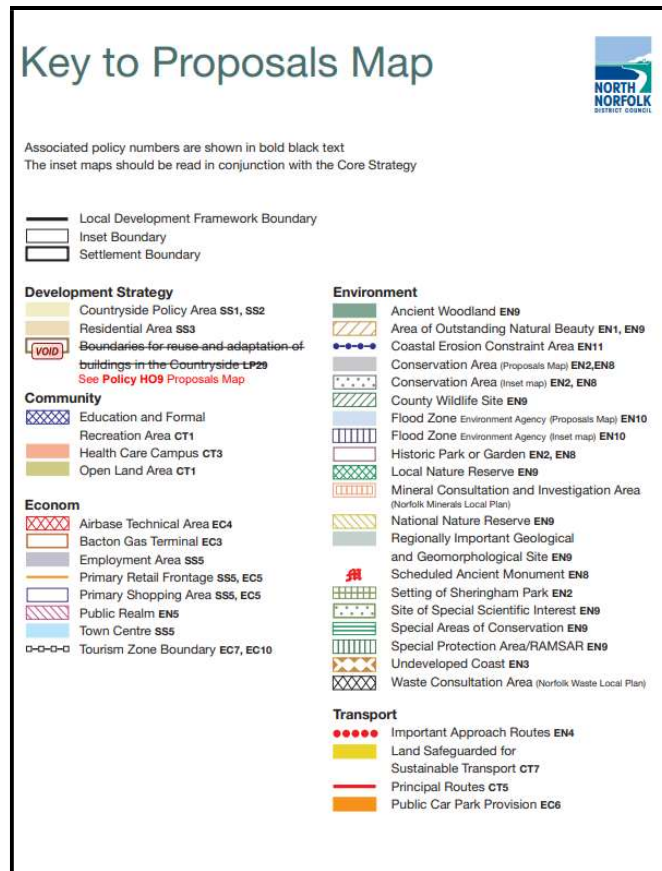 Key to Proposals Map
NORTH
NORFOLK
DISTRICT COUNCIL
Associated policy numbers are shown in bold black text
The inset maps should be read in conjunction with the Core Strategy
Local Development Framework Boundary
Inset Boundary
Settlement Boundary
Development Strategy
Countryside Policy Area SS1, SS2
Residential Area SS3
VOID
Boundaries for reuse and adaptation of
buildings in the Countryside LP29
See Policy HO9 Proposals Map
Community
Education and Formal
Recreation Area CT1
Health Care Campus CT3
Open Land Area CT1
Econom
Airbase Technical Area EC4
Bacton Gas Terminal EC3
Employment Area SS5
Primary Retail Frontage SS5, EC5
Primary Shopping Area SS5, EC5
Public Realm EN5
Town Centre SS5
Tourism Zone Boundary EC7, EC10
Environment
Ancient Woodland EN9
Area of Outstanding Natural Beauty EN1, EN9
Coastal Erosion Constraint Area EN11
Conservation Area (Proposals Map) EN2,EN8
Conservation Area (Inset map) EN2, EN8
County Wildlife Site EN9
Flood Zone Environment Agency (Proposals Map) EN10
Flood Zone Environment Agency (Inset map) EN10
Historic Park or Garden EN2, EN8
Local Nature Reserve EN9
Mineral Consultation and Investigation Area
(Norfolk Minerals Local Plan)
National Nature Reserve EN9
Regionally Important Geological
and Geomorphological Site EN9
Scheduled Ancient Monument EN8
Setting of Sheringham Park EN2
Site of Special Scientific Interest EN9
Special Areas of Conservation EN9
Special Protection Area/RAMSAR EN9
Undeveloped Coast EN3
Waste Consultation Area (Norfolk Waste Local Plan)
Transport
Important Approach Routes EN4
Land Safeguarded for
Sustainable Transport CT7
Principal Routes CT5
Public Car Park Provision EC6